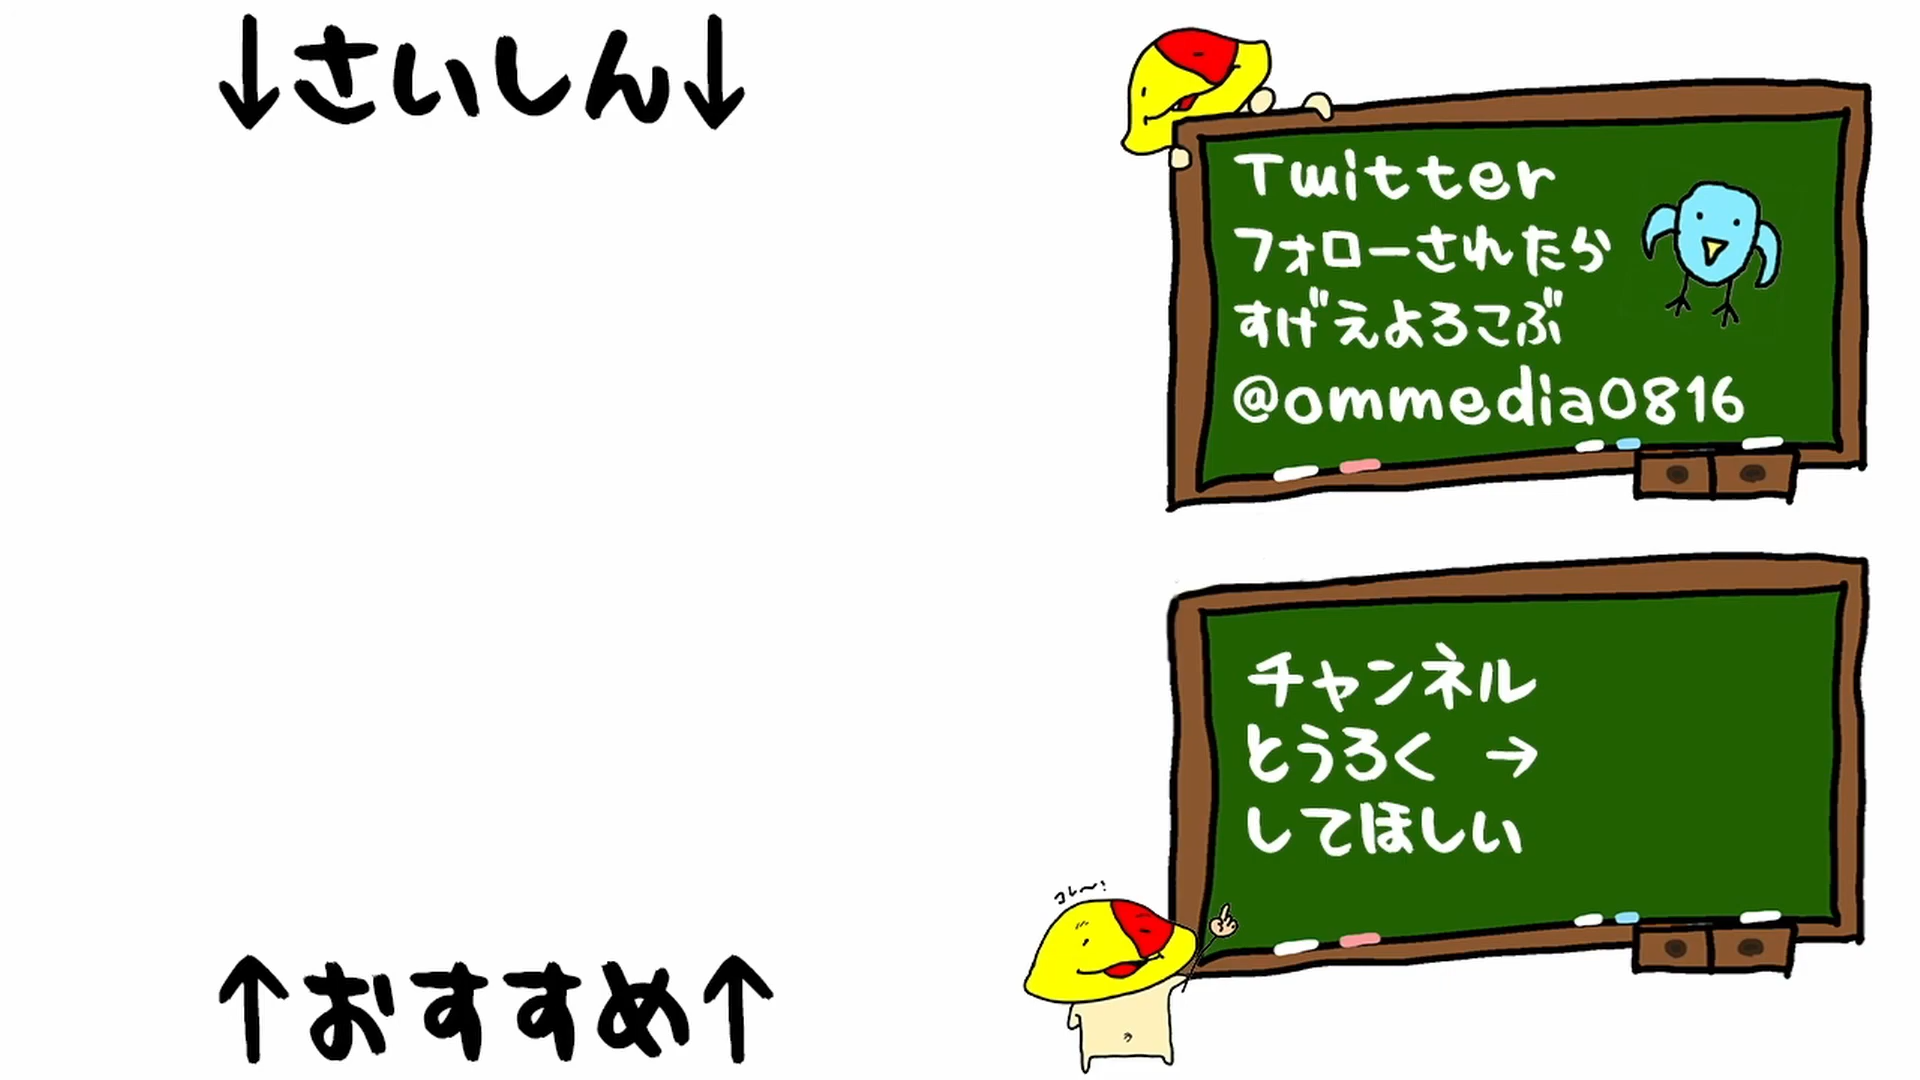 ↓さいしん↓
Twitter
フォローされたら
すげえよろこぶ
@ommedia0816
チャンネル
とうろく →
してほしい
コレ～!
↑おすすめ↑